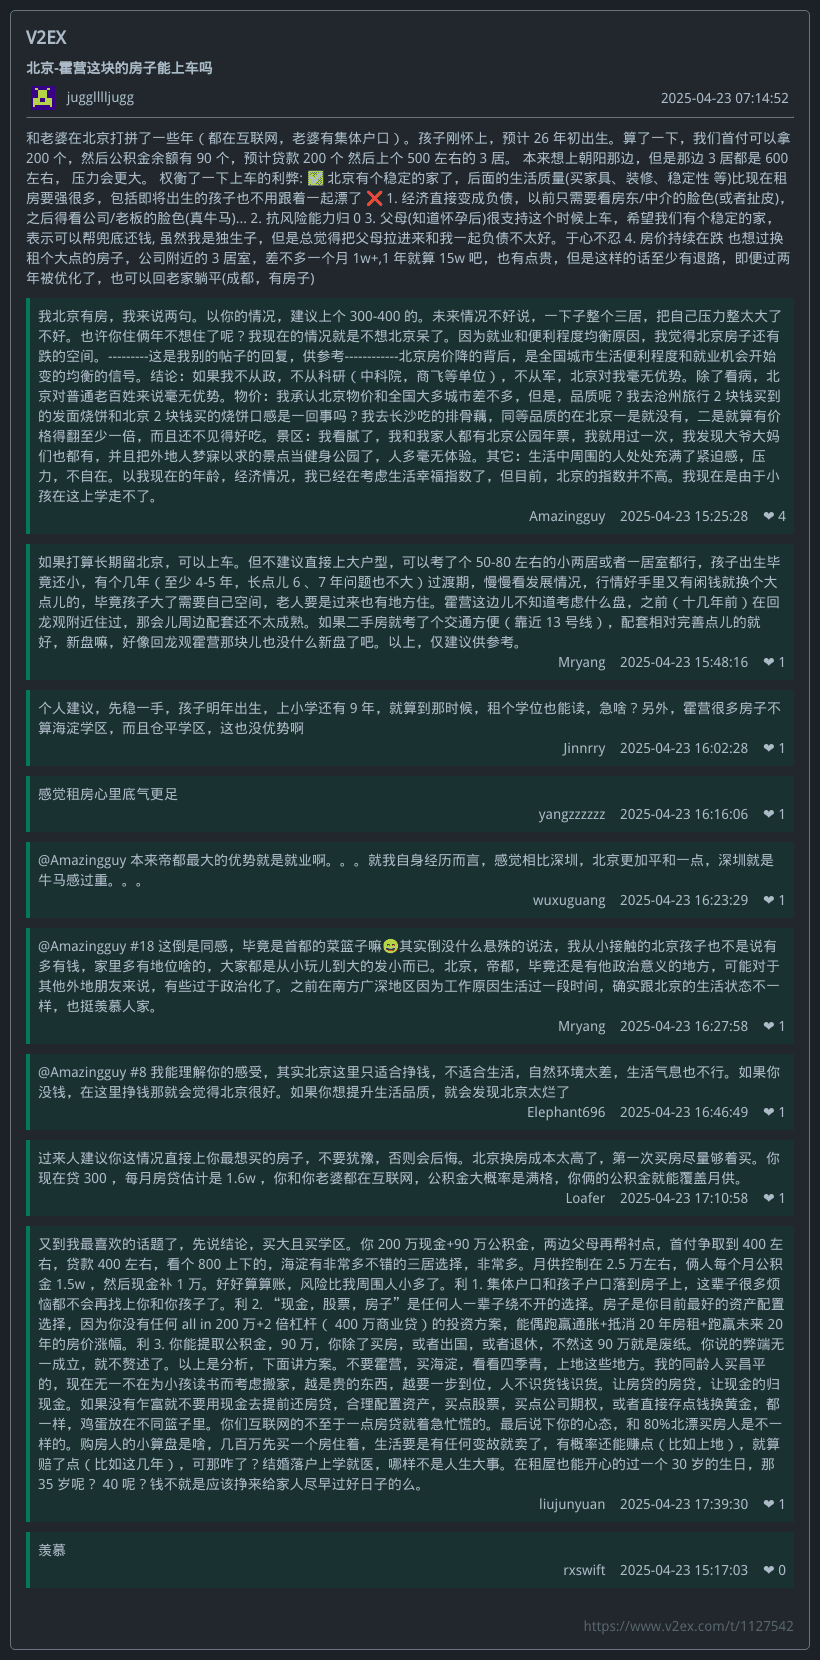 V2EX
北京-霍营这块的房子能上车吗
jugglllljugg 2025-04-23 07:14:52
和老婆在北京打拼了一些年（都在互联网，老婆有集体户口）。孩子刚怀上，预计 26 年初出生。算了一下，我们首付可以拿
200 个，然后公积金余额有 90 个，预计贷款 200 个 然后上个 500 左右的 3 居。 本来想上朝阳那边，但是那边 3 居都是 600
左右， 压力会更大。 权衡了一下上车的利弊: 💹 北京有个稳定的家了，后面的生活质量(买家具、装修、稳定性 等)比现在租
房要强很多，包括即将出生的孩子也不用跟着一起漂了 ❌ 1. 经济直接变成负债，以前只需要看房东/中介的脸色(或者扯皮)，
之后得看公司/老板的脸色(真牛马)... 2. 抗风险能力归 0 3. 父母(知道怀孕后)很支持这个时候上车，希望我们有个稳定的家，
表示可以帮兜底还钱, 虽然我是独生子，但是总觉得把父母拉进来和我一起负债不太好。于心不忍 4. 房价持续在跌 也想过换
租个大点的房子，公司附近的 3 居室，差不多一个月 1w+,1 年就算 15w 吧，也有点贵，但是这样的话至少有退路，即便过两
年被优化了，也可以回老家躺平(成都，有房子)
我北京有房，我来说两句。以你的情况，建议上个 300-400 的。未来情况不好说，一下子整个三居，把自己压力整太大了
不好。也许你住俩年不想住了呢？我现在的情况就是不想北京呆了。因为就业和便利程度均衡原因，我觉得北京房子还有
跌的空间。---------这是我别的帖子的回复，供参考------------北京房价阵的背后，是全国城市生活便利程度和就业机会开始
变的均衡的信号。结论：如果我不从政，不从科研（中科院，商飞等单位），不从军，北京对我毫无优势。除了看病，北
京对普通老百姓来说毫无优势。物价：我承认北京物价和全国大多城市差不多，但是，品质呢？我去沧州旅行 2 块钱买到
的发面烧饼和北京 2 块钱买的烧饼口感是一回事吗？我去长沙吃的排骨藕，同等品质的在北京一是就没有，二是就算有价
格得翻至少一倍，而且还不见得好吃。景区：我看腻了，我和我家人都有北京公园年票，我就用过一次，我发现大爷大妈
们也都有，并且把外地人梦寐以求的景点当健身公园了，人多毫无体验。其它：生活中周围的人处处充满了紧迫感，压
力，不自在。以我现在的年龄，经济情况，我已经在考虑生活幸福指数了，但目前，北京的指数并不高。我现在是由于小
孩在这上学走不了。
Amazingguy 2025-04-23 15:25:28 ❤ 4
如果打算长期留北京，可以上车。但不建议直接上大户型，可以考了个 50-80 左右的小两居或者一居室都行，孩子出生毕
竟还小，有个几年（至少 4-5 年，长点儿 6 、7 年问题也不大）过渡期，慢慢看发展情况，行情好手里又有闲钱就换个大
点儿的，毕竟孩子大了需要自己空间，老人要是过来也有地方住。霍营这边儿不知道考虑什么盘，之前（十几年前）在回
龙观附近住过，那会儿周边配套还不太成熟。如果二手房就考了个交通方便（靠近 13 号线），配套相对完善点儿的就
好，新盘嘛，好像回龙观霍营那块儿也没什么新盘了吧。以上，仅建议供参考。
Mryang 2025-04-23 15:48:16 ❤ 1
个人建议，先稳一手，孩子明年出生，上小学还有 9 年，就算到那时候，租个学位也能读，急啥？另外，霍营很多房子不
算海淀学区，而且仓平学区，这也没优势啊
Jinnrry 2025-04-23 16:02:28 ❤ 1
感觉租房心里底气更足
yangzzzzzz 2025-04-23 16:16:06 ❤ 1
@Amazingguy 本来帝都最大的优势就是就业啊。。。就我自身经历而言，感觉相比深圳，北京更加平和一点，深圳就是
牛马感过重。。。
wuxuguang 2025-04-23 16:23:29 ❤ 1
@Amazingguy #18 这倒是同感，毕竟是首都的菜篮子嘛😄其实倒没什么悬殊的说法，我从小接触的北京孩子也不是说有
多有钱，家里多有地位啥的，大家都是从小玩儿到大的发小而已。北京，帝都，毕竟还是有他政治意义的地方，可能对于
其他外地朋友来说，有些过于政治化了。之前在南方广深地区因为工作原因生活过一段时间，确实跟北京的生活状态不一
样，也挺羡慕人家。
Mryang 2025-04-23 16:27:58 ❤ 1
@Amazingguy #8 我能理解你的感受，其实北京这里只适合挣钱，不适合生活，自然环境太差，生活气息也不行。如果你
没钱，在这里挣钱那就会觉得北京很好。如果你想提升生活品质，就会发现北京太烂了
Elephant696 2025-04-23 16:46:49 ❤ 1
过来人建议你这情况直接上你最想买的房子，不要犹豫，否则会后悔。北京换房成本太高了，第一次买房尽量够着买。你
现在贷 300 ，每月房贷估计是 1.6w ，你和你老婆都在互联网，公积金大概率是满格，你俩的公积金就能覆盖月供。
Loafer 2025-04-23 17:10:58 ❤ 1
又到我最喜欢的话题了，先说结论，买大且买学区。你 200 万现金+90 万公积金，两边父母再帮衬点，首付争取到 400 左
右，贷款 400 左右，看个 800 上下的，海淀有非常多不错的三居选择，非常多。月供控制在 2.5 万左右，俩人每个月公积
金 1.5w ，然后现金补 1 万。好好算算账，风险比我周围人小多了。利 1. 集体户口和孩子户口落到房子上，这辈子很多烦
恼都不会再找上你和你孩子了。利 2. “现金，股票，房子”是任何人一辈子绕不开的选择。房子是你目前最好的资产配置
选择，因为你没有任何 all in 200 万+2 倍杠杆（ 400 万商业贷）的投资方案，能偶跑赢通胀+抵消 20 年房租+跑赢未来 20
年的房价涨幅。利 3. 你能提取公积金，90 万，你除了买房，或者出国，或者退休，不然这 90 万就是废纸。你说的弊端无
一成立，就不赘述了。以上是分析，下面讲方案。不要霍营，买海淀，看看四季青，上地这些地方。我的同龄人买昌平
的，现在无一不在为小孩读书而考虑搬家，越是贵的东西，越要一步到位，人不识货钱识货。让房贷的房贷，让现金的归
现金。如果没有乍富就不要用现金去提前还房贷，合理配置资产，买点股票，买点公司期权，或者直接存点钱换黄金，都
一样，鸡蛋放在不同篮子里。你们互联网的不至于一点房贷就着急忙慌的。最后说下你的心态，和 80%北漂买房人是不一
样的。购房人的小算盘是啥，几百万先买一个房住着，生活要是有任何变故就卖了，有概率还能赚点（比如上地），就算
赔了点（比如这几年），可那咋了？结婚落户上学就医，哪样不是人生大事。在租屋也能开心的过一个 30 岁的生日，那
35 岁呢？ 40 呢？钱不就是应该挣来给家人尽早过好日子的么。
liujunyuan 2025-04-23 17:39:30 ❤ 1
羡慕
rxswift 2025-04-23 15:17:03 ❤ 0
https://www.v2ex.com/t/1127542